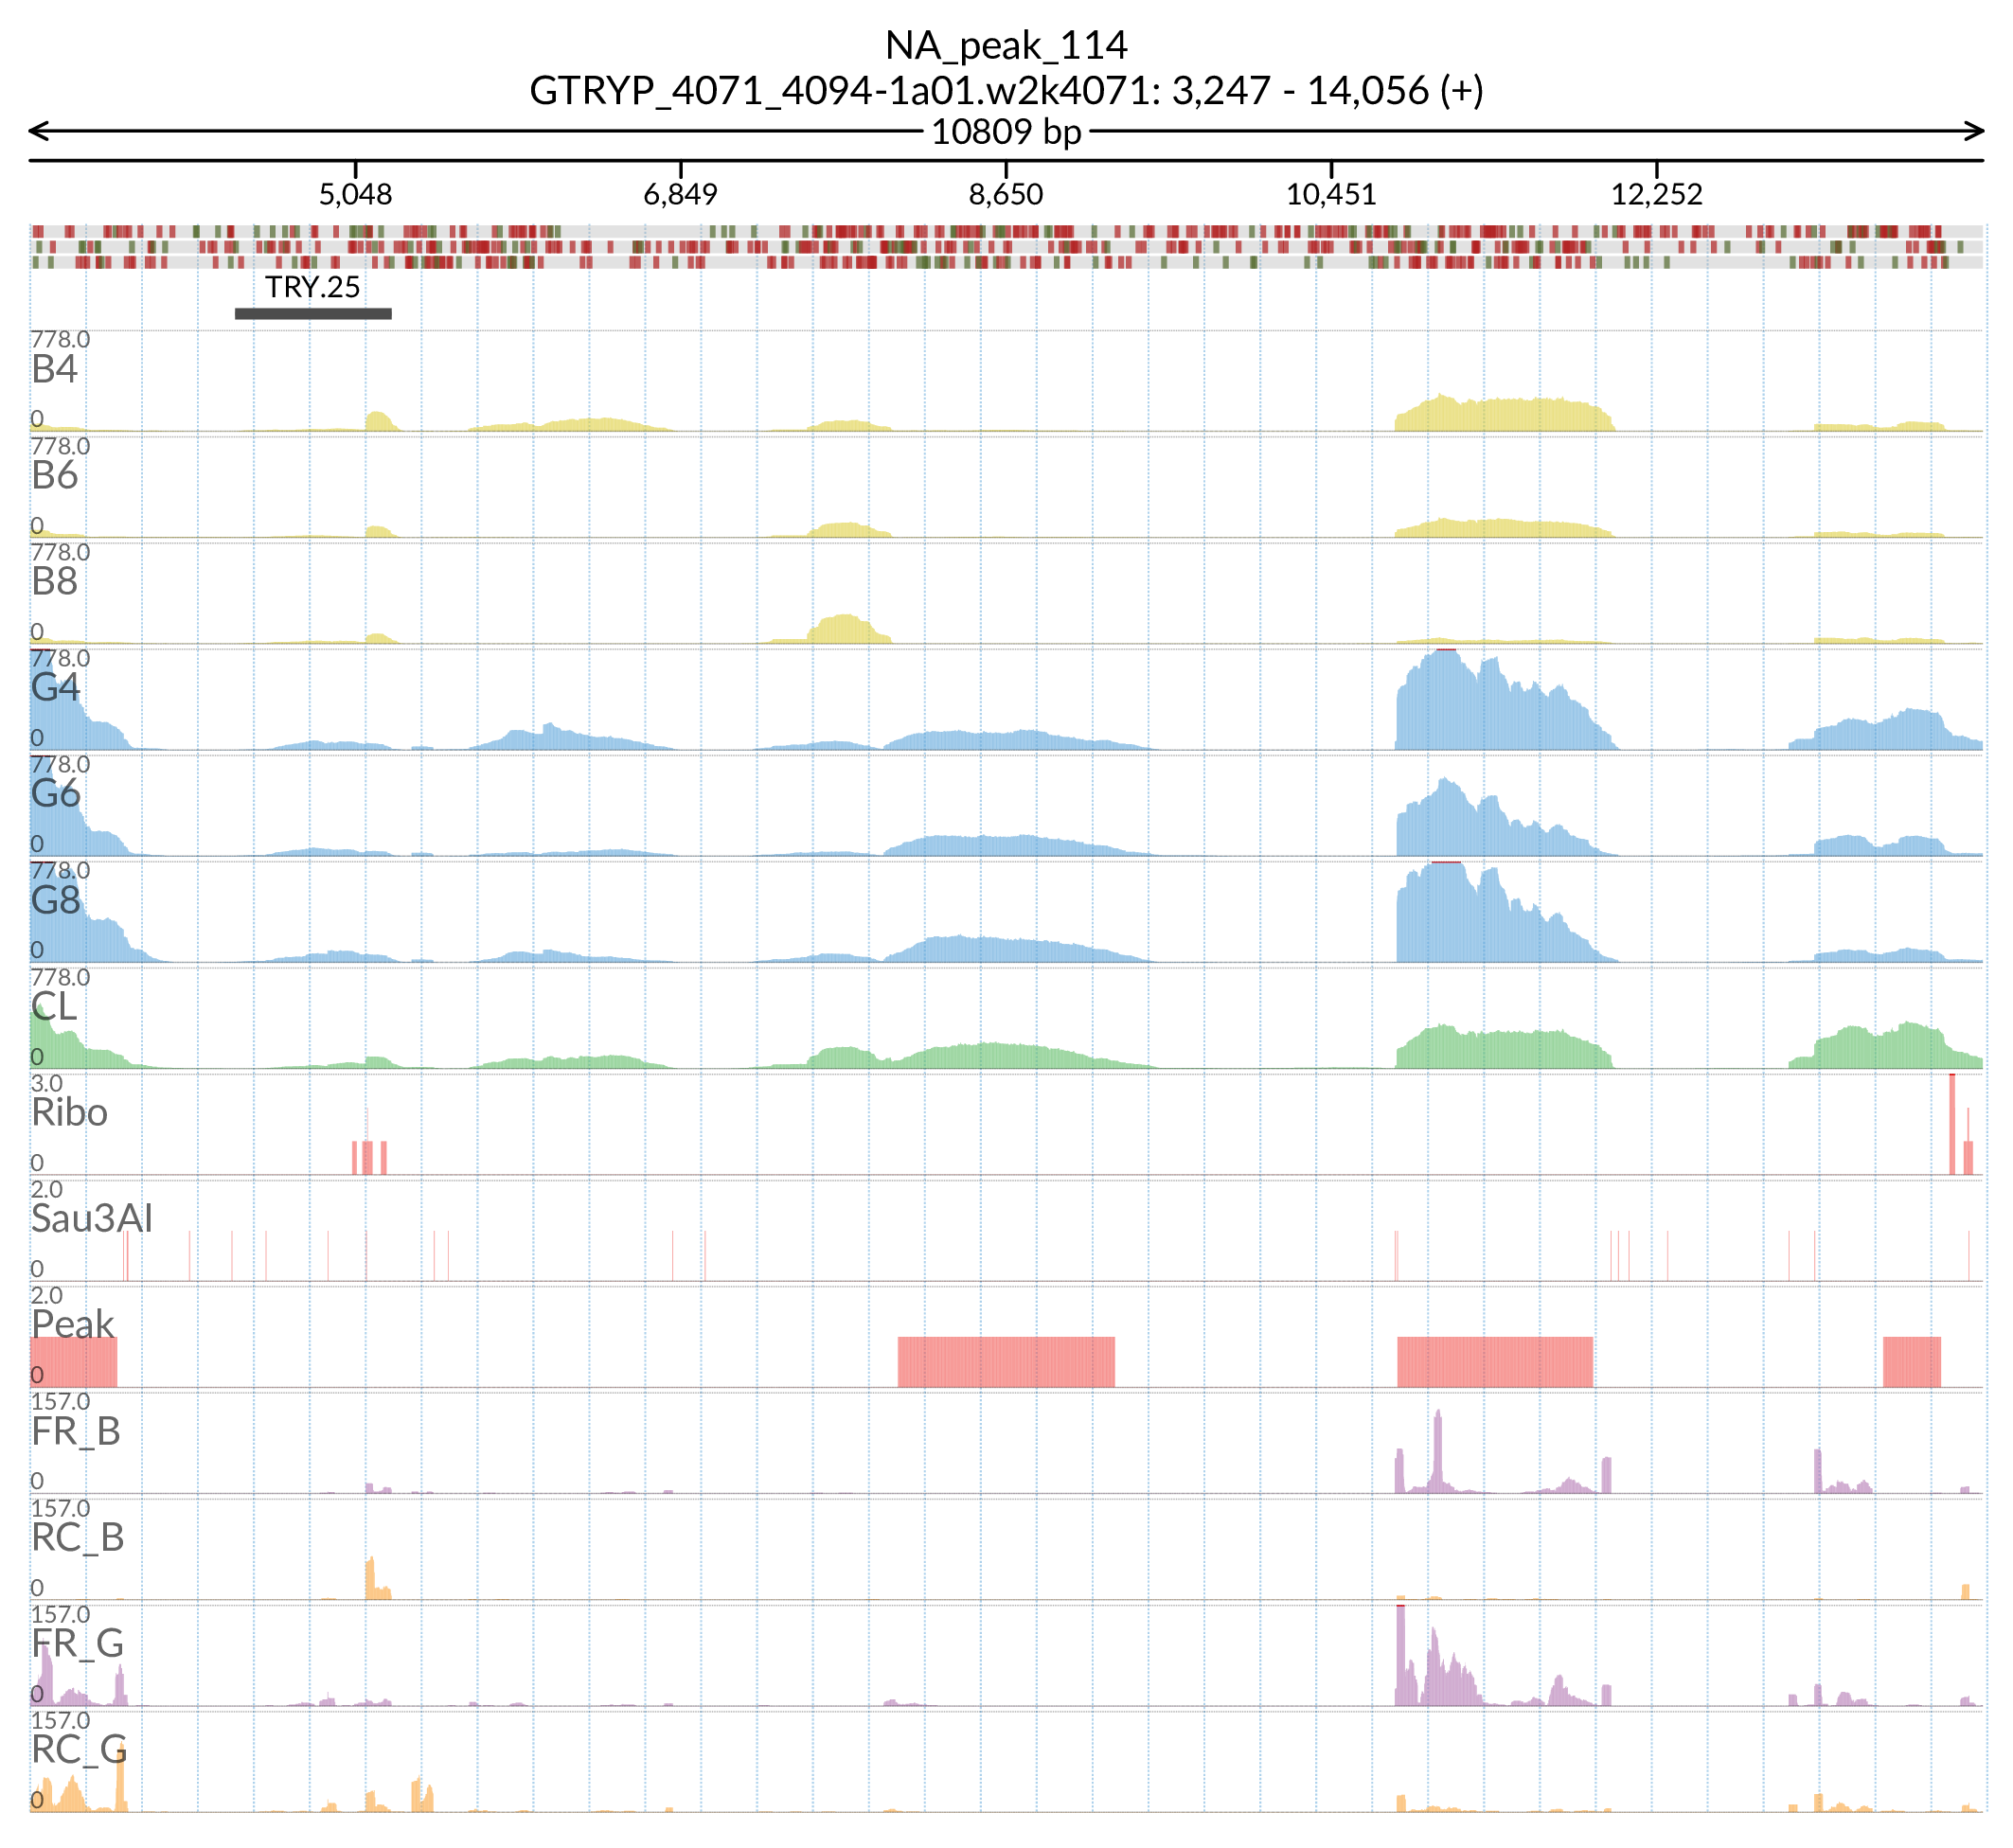 NA_peak_114
GTRYP_4071_4094-1a01.w2k4071: 3,247 - 14,056 (+)
10809 bp
5,048 6,849 8,650 10,451 12,252
TRY.25
778.0
B4
0
778.0
B6
0
778.0
B8
0
778.0
G4
0
778.0
G6
0
778.0
G8
0
778.0
CL
0
3.0
Ribo
0
2.0
Sau3AI
0
2.0
Peak
0
157.0
FR_B
0
157.0
RC_B
0
157.0
FR_G
0
157.0
RC_G
0